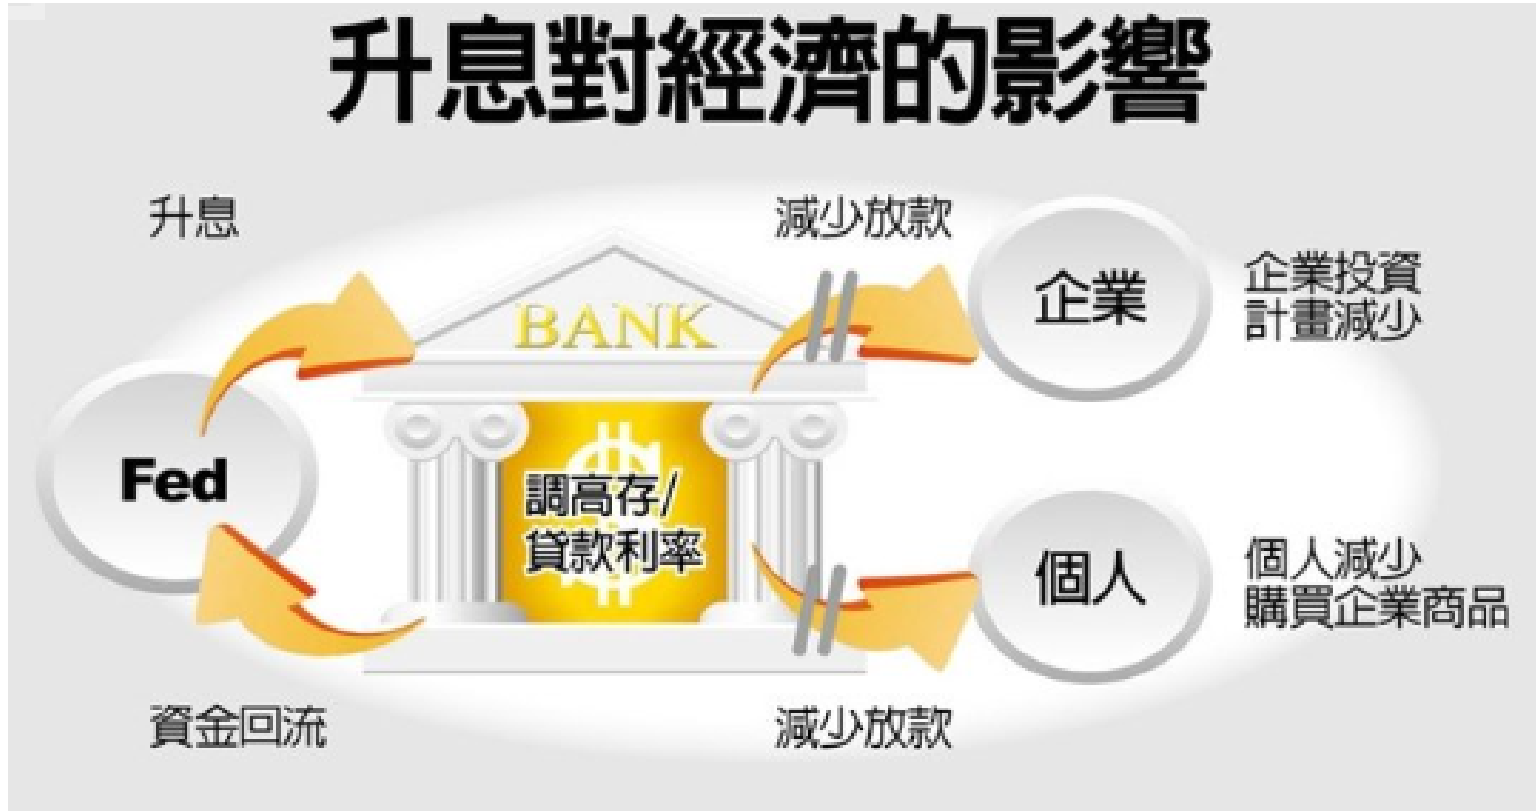 升息對經濟的影響
升息
減少放款
BANK
企業
企業投資
計畫減少
Fed
調高存/
貸款利率
個人
個人減少
購買企業商品
資金回流
減少放款